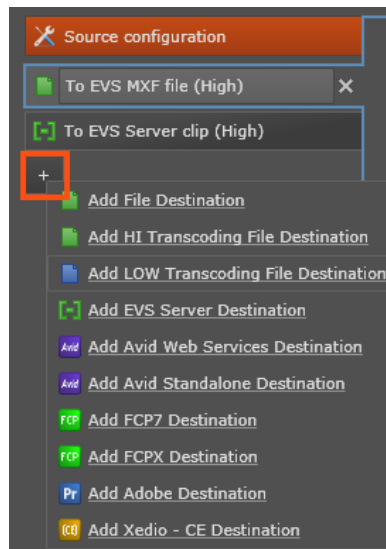 Source configuration
To EVS MXF file (High) ×
[-] To EVS Server clip (High)
+
Add File Destination
Add HI Transcoding File Destination
Add LOW Transcoding File Destination
[-] Add EVS Server Destination
Avid Add Avid Web Services Destination
Avid Add Avid Standalone Destination
FCP Add FCP7 Destination
FCP Add FCPX Destination
Pr Add Adobe Destination
(CE) Add Xedio - CE Destination